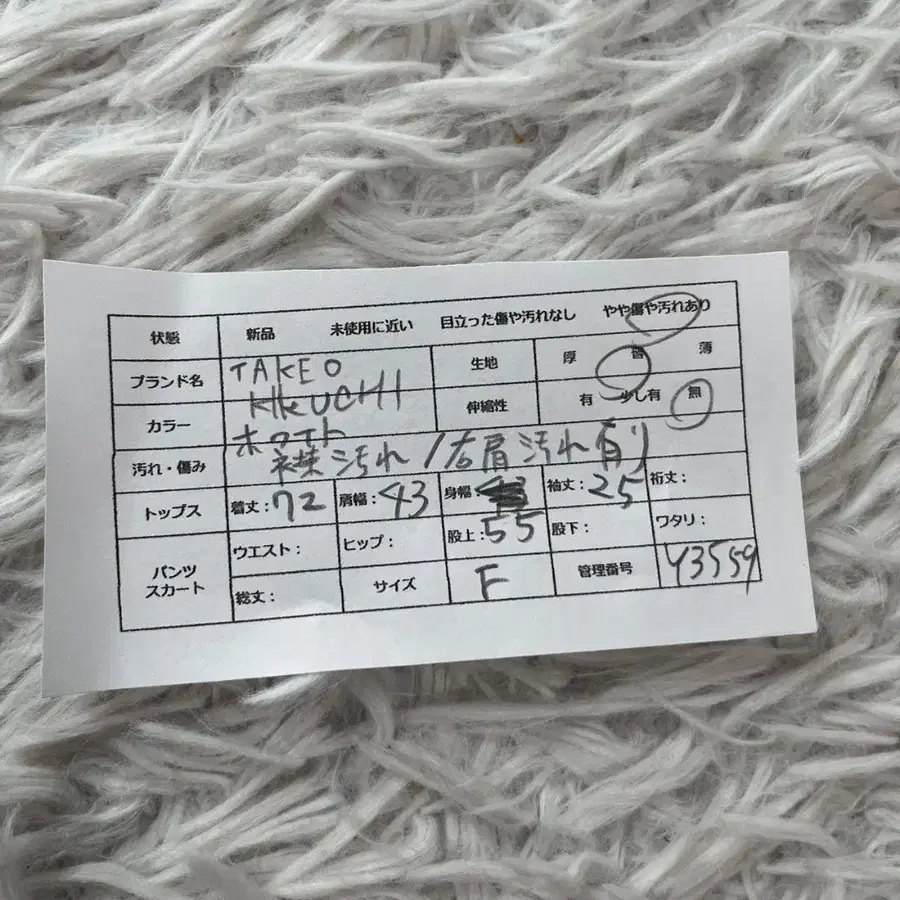 状態 新品 未使用に近い 目立った傷や汚れなし やや傷や汚れあり
ブランド名 TAKEO KIKUCHI 生地 厚 普 薄
カラー ホワイト 伸縮性 有 少し有 無
汚れ・傷み 襟葉汚れ/右肩汚れ有り
トップス 着丈:72 肩幅:43 身幅: 袖丈:25 裄丈:
パンツ スカート ウエスト: ヒップ: 股上:55 股下: ワタリ:
総丈: サイズ F 管理番号 Y3559